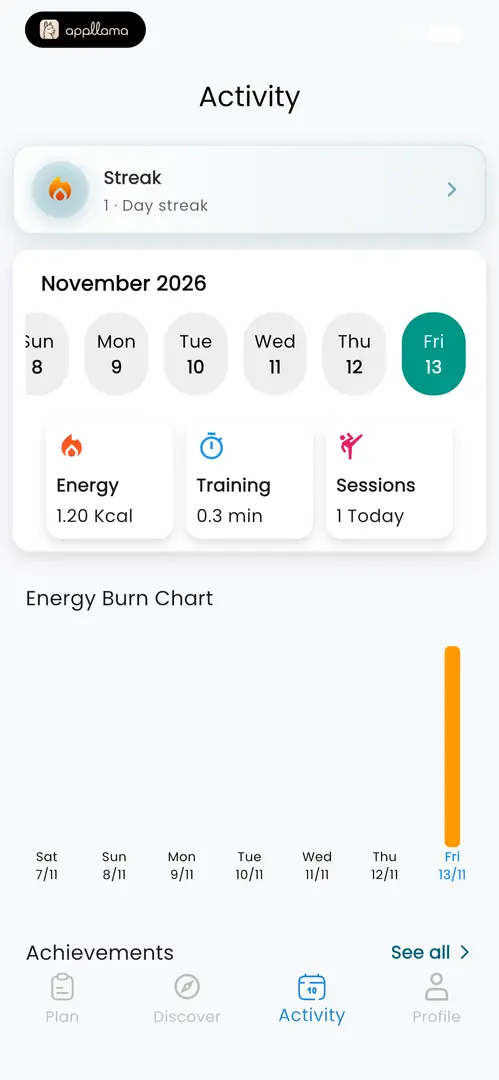 appllama
Activity
Streak
1 · Day streak
November 2026
Sun Mon Tue Wed Thu Fri
8 9 10 11 12 13
Energy Training Sessions
1.20 Kcal 0.3 min 1 Today
Energy Burn Chart
Sat Sun Mon Tue Wed Thu Fri
7/11 8/11 9/11 10/11 11/11 12/11 13/11
Achievements See all
10
Plan Discover Activity Profile